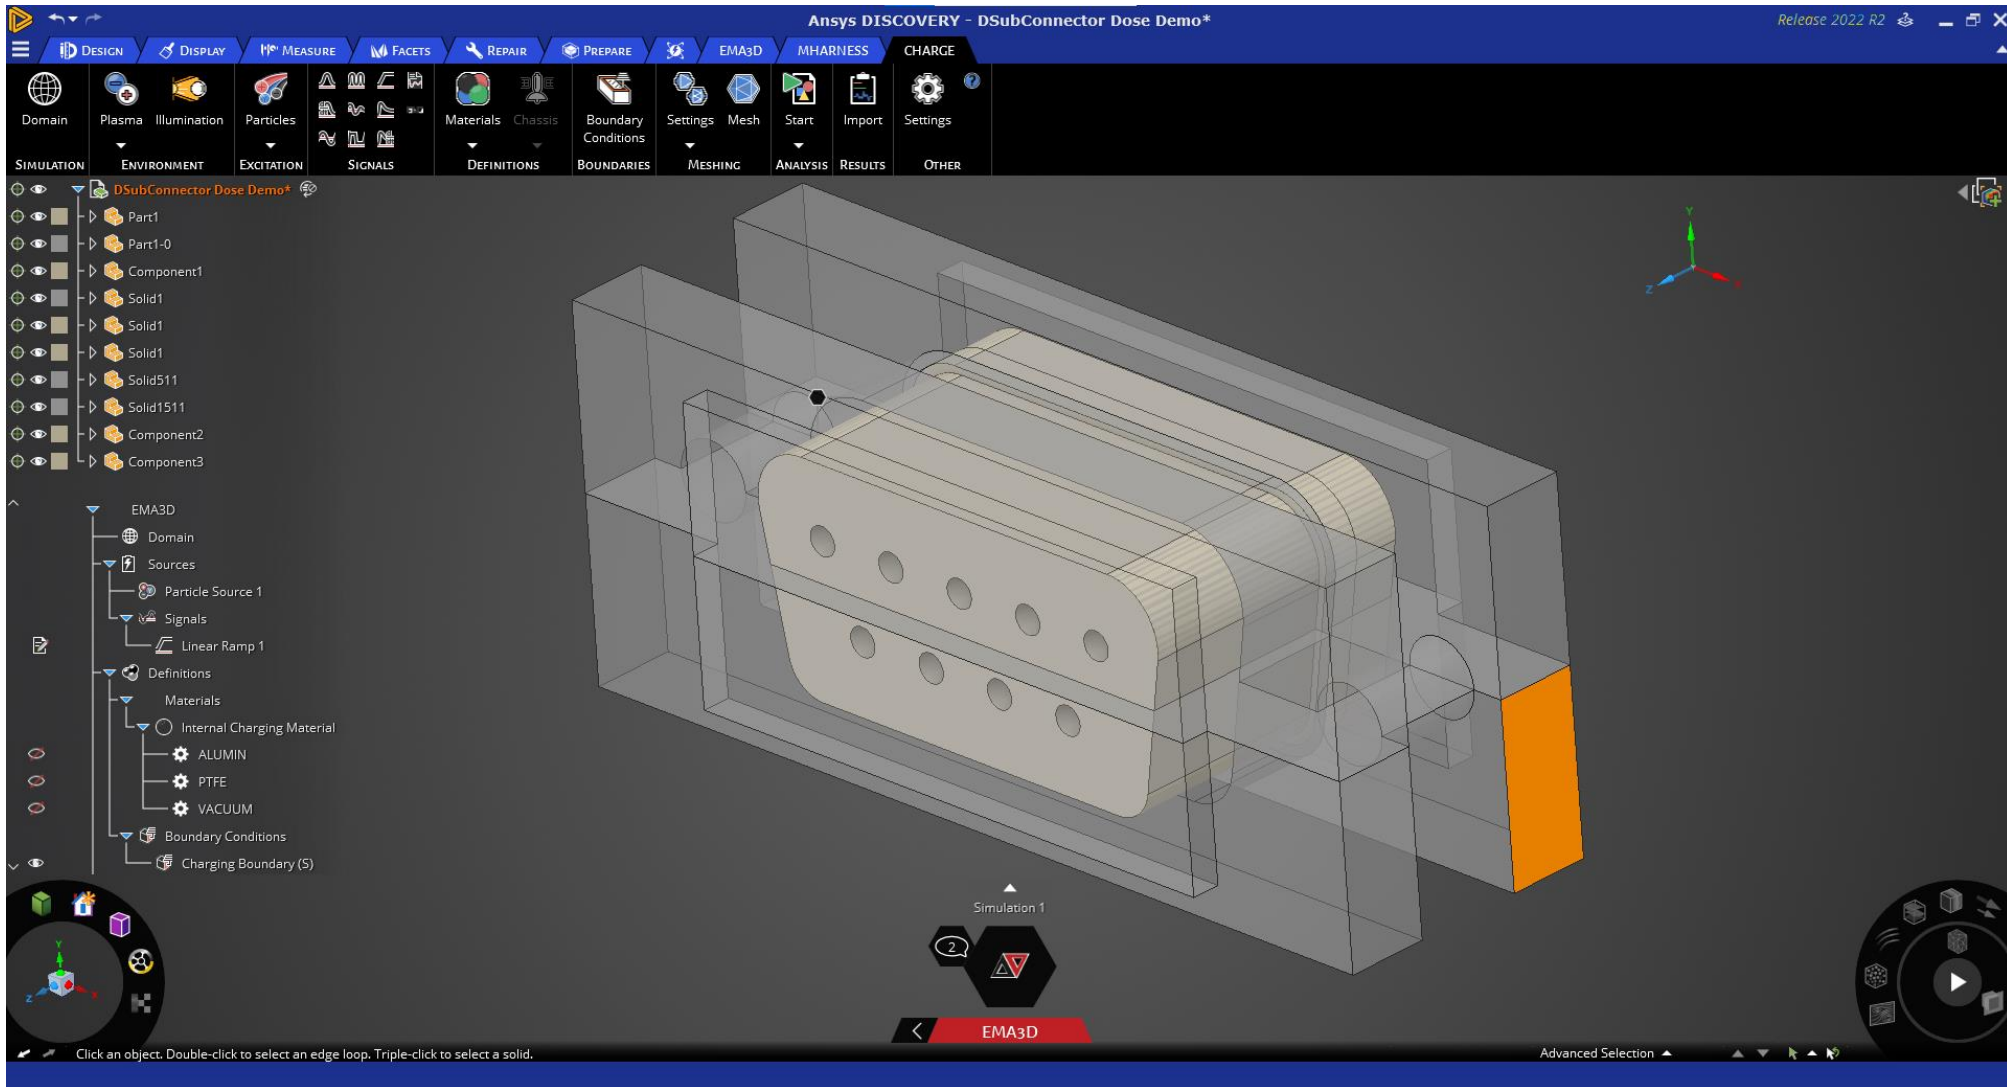 Ansys DISCOVERY - DSubConnector Dose Demo*
Release 2022 R2
DESIGN
DISPLAY
MEASURE
FACETS
REPAIR
PREPARE
EMA3D
MHARNESS
CHARGE
Domain
Plasma
Illumination
Particles
Materials
Chassis
Boundary
Conditions
Settings
Mesh
Start
Import
Settings
SIMULATION
ENVIRONMENT
EXCITATION
SIGNALS
DEFINITIONS
BOUNDARIES
MESHING
ANALYSIS
RESULTS
OTHER
DSubConnector Dose Demo*
Part1
Part1-0
Component1
Solid1
Solid1
Solid1
Solid511
Solid1511
Component2
Component3
EMA3D
Domain
Sources
Particle Source 1
Signals
Linear Ramp 1
Definitions
Materials
Internal Charging Material
ALUMIN
PTFE
VACUUM
Boundary Conditions
Charging Boundary (S)
Y
X
Z
Simulation 1
2
EMA3D
Y
Z
X
Click an object. Double-click to select an edge loop. Triple-click to select a solid.
Advanced Selection